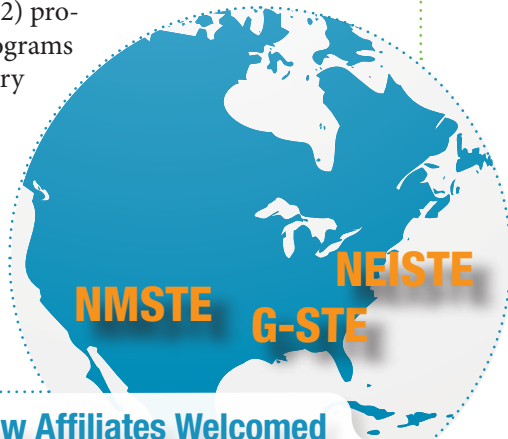 2) pro-
ograms
ry
NEISTE
NMSTE
G-STE
w Affiliates Welcomed